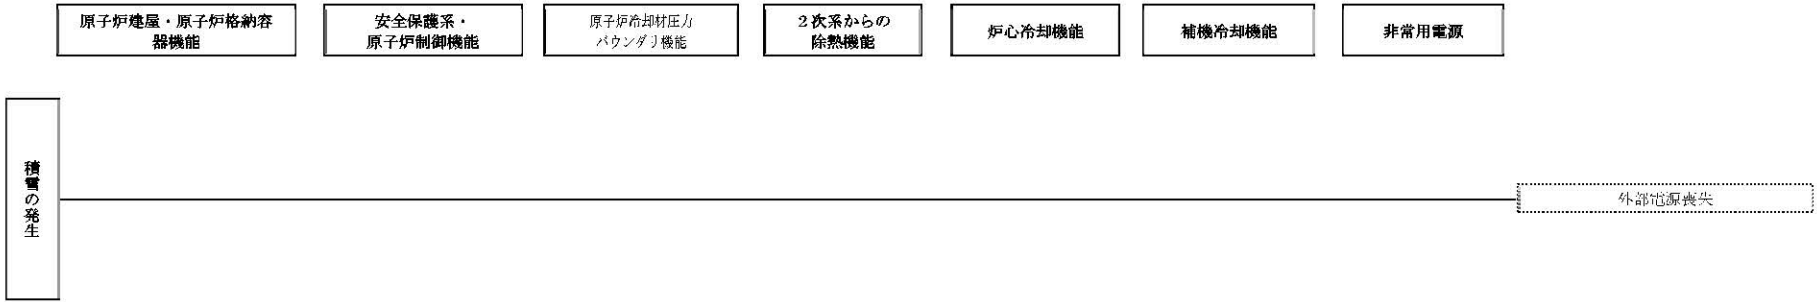 原子炉建屋・原子炉格納容
器機能
安全保護系・
原子炉制御機能
原子炉冷却材圧力
バウンダリ機能
２次系からの
除熱機能
炉心冷却機能
補機冷却機能
非常用電源
積雪の発生
外部電源喪失